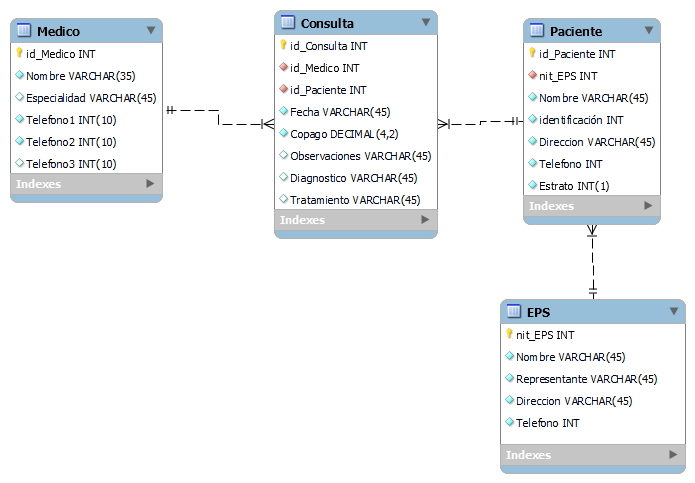 Medico
id_Medico INT
Nombre VARCHAR(35)
Especialidad VARCHAR(45)
Telefono1 INT(10)
Telefono2 INT(10)
Telefono3 INT(10)
Indexes
Consulta
id_Consulta INT
id_Medico INT
id_Paciente INT
Fecha VARCHAR(45)
Copago DECIMAL(4,2)
Observaciones VARCHAR(45)
Diagnostico VARCHAR(45)
Tratamiento VARCHAR(45)
Indexes
Paciente
id_Paciente INT
nit_EPS INT
Nombre VARCHAR(45)
identificación INT
Direccion VARCHAR(45)
Telefono INT
Estrato INT(1)
Indexes
EPS
nit_EPS INT
Nombre VARCHAR(45)
Representante VARCHAR(45)
Direccion VARCHAR(45)
Telefono INT
Indexes